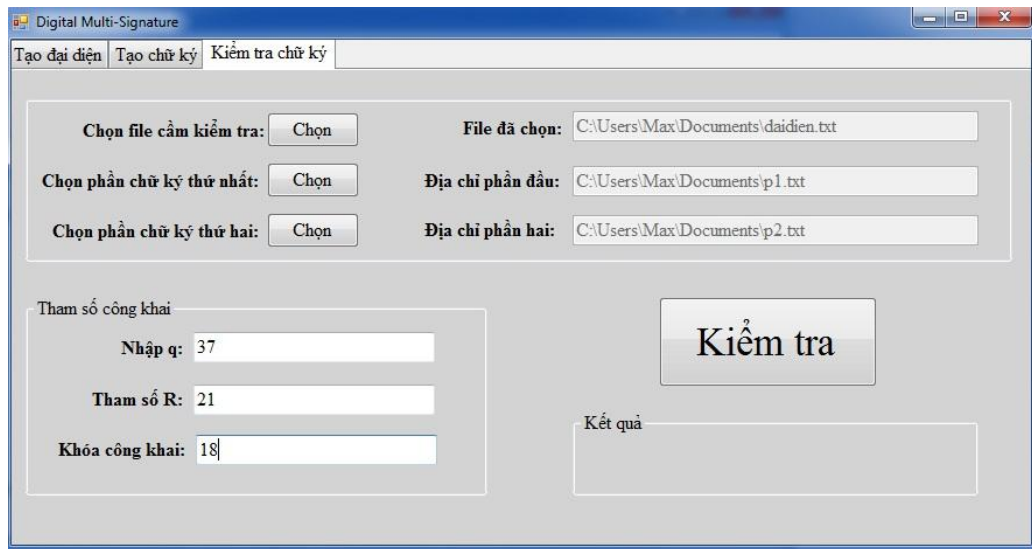 Digital Multi-Signature
Tạo đại diện Tạo chữ ký Kiểm tra chữ ký
Chọn file cầm kiểm tra: Chọn File đã chọn: C:\Users\Max\Documents\daidien.txt
Chọn phần chữ ký thứ nhất: Chọn Địa chỉ phần đầu: C:\Users\Max\Documents\p1.txt
Chọn phần chữ ký thứ hai: Chọn Địa chỉ phần hai: C:\Users\Max\Documents\p2.txt
Tham số công khai
Nhập q: 37
Kiểm tra
Tham số R: 21
Kết quả
Khóa công khai: 18